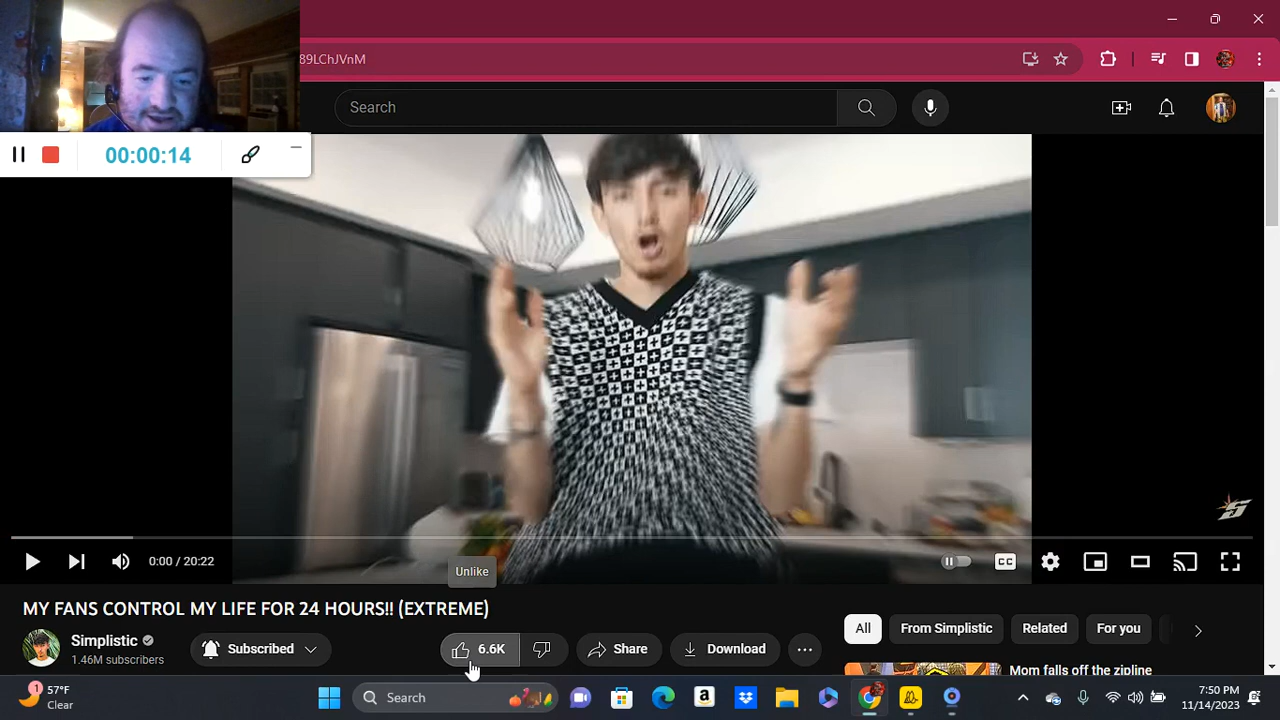 89LChJVnM
Search
00:00:14
0:00 / 20:22
CC
Unlike
MY FANS CONTROL MY LIFE FOR 24 HOURS!! (EXTREME)
Simplistic
1.46M subscribers
Subscribed
6.6K
Share
Download
All
From Simplistic
Related
For you
Mom falls off the zipline
1
57°F
Clear
Search
7:50 PM
11/14/2023